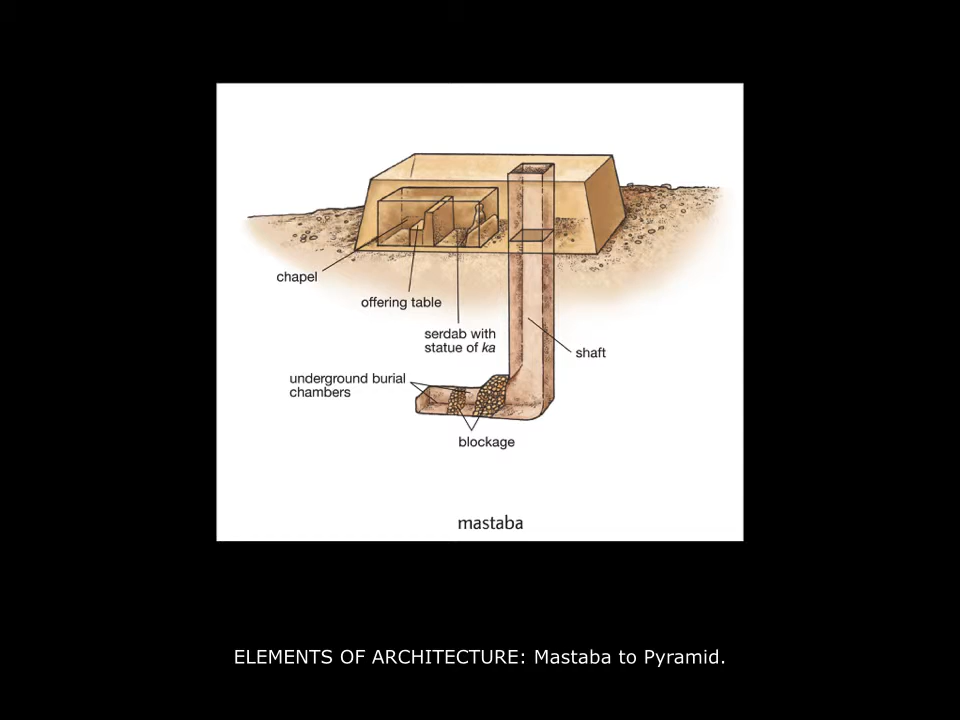 chapel
offering table
serdab with
statue of ka
shaft
underground burial
chambers
blockage
mastaba
ELEMENTS OF ARCHITECTURE: Mastaba to Pyramid.